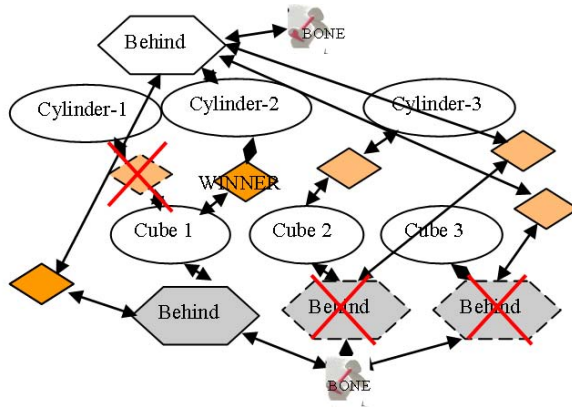 Behind
BONE
Cylinder-1
Cylinder-2
Cylinder-3
WINNER
Cube 1
Cube 2
Cube 3
Behind
Behind
Behind
BONE